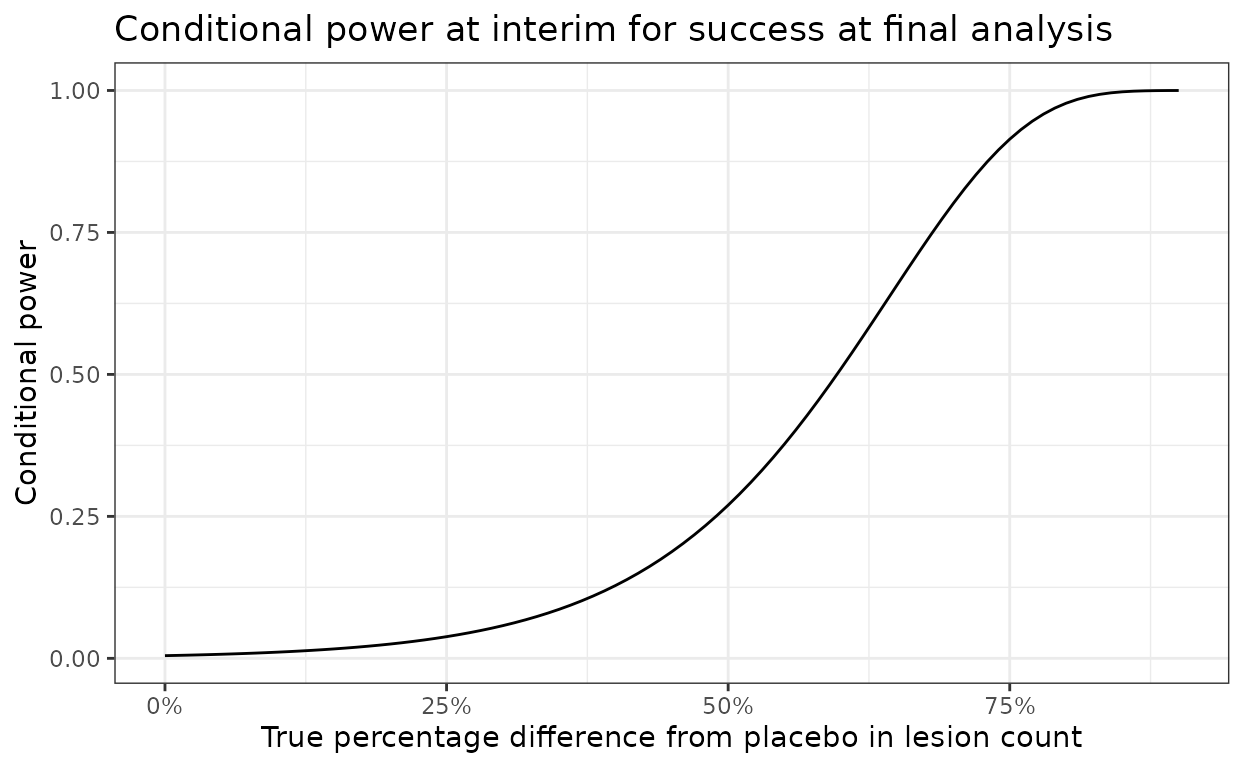 Conditional power at interim for success at final analysis
1.00
0.75
0.50
0.25
0.00
Conditional power
0% 25% 50% 75%
True percentage difference from placebo in lesion count